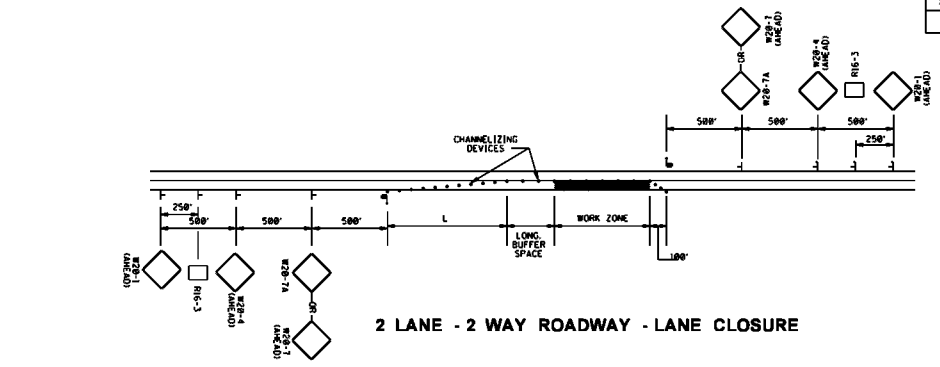 W20-7
(AHEAD)
OR
W20-7A
W20-4
(AHEAD)
R16-3
W20-1
(AHEAD)
500'
500'
500'
250'
CHANNELIZING
DEVICES
250'
500'
500'
500'
L
LONG.
BUFFER
SPACE
WORK ZONE
100'
W20-1
(AHEAD)
R16-3
W20-4
(AHEAD)
W20-7A
OR
W20-7
(AHEAD)
2 LANE - 2 WAY ROADWAY - LANE CLOSURE